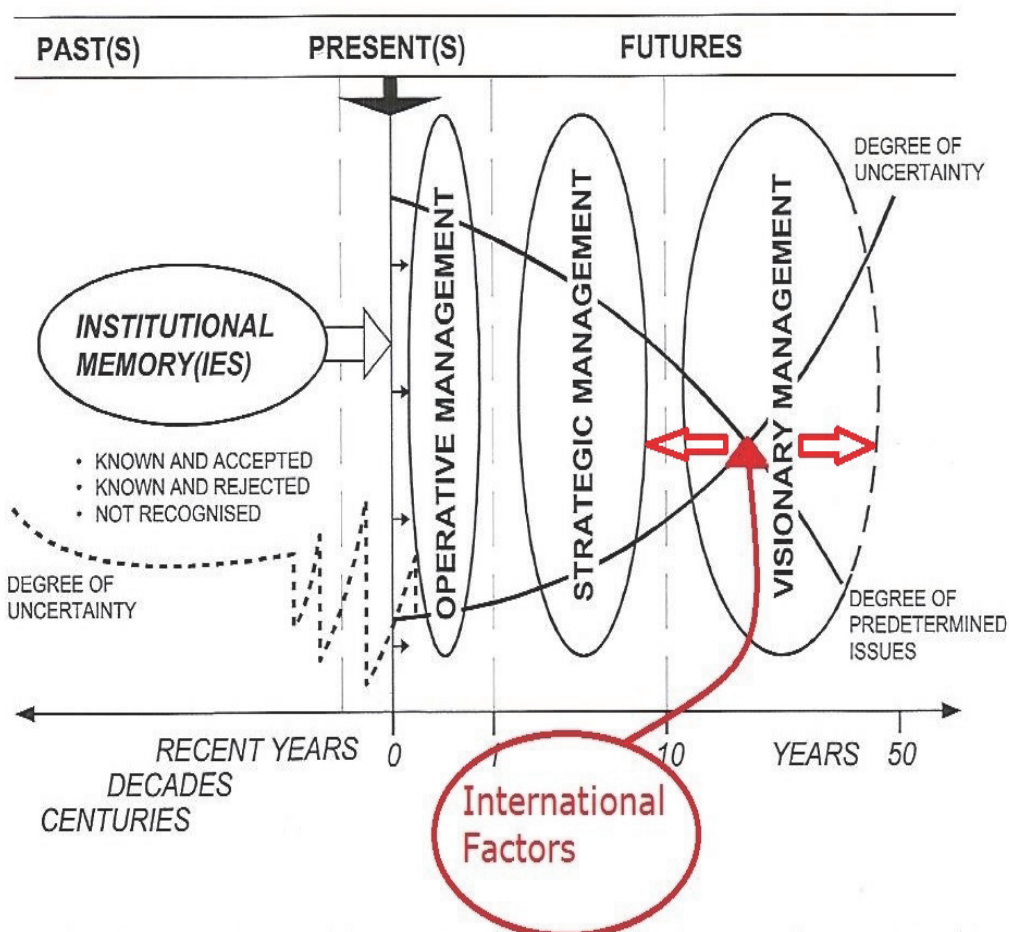 PAST(S)
PRESENT(S)
FUTURES
DEGREE OF
UNCERTAINTY
INSTITUTIONAL
MEMORY(IES)
• KNOWN AND ACCEPTED
• KNOWN AND REJECTED
• NOT RECOGNISED
OPERATIVE MANAGEMENT
STRATEGIC MANAGEMENT
VISIONARY MANAGEMENT
DEGREE OF
UNCERTAINTY
DEGREE OF
PREDETERMINED
ISSUES
RECENT YEARS
0
1
10
YEARS
50
DECADES
CENTURIES
International
Factors